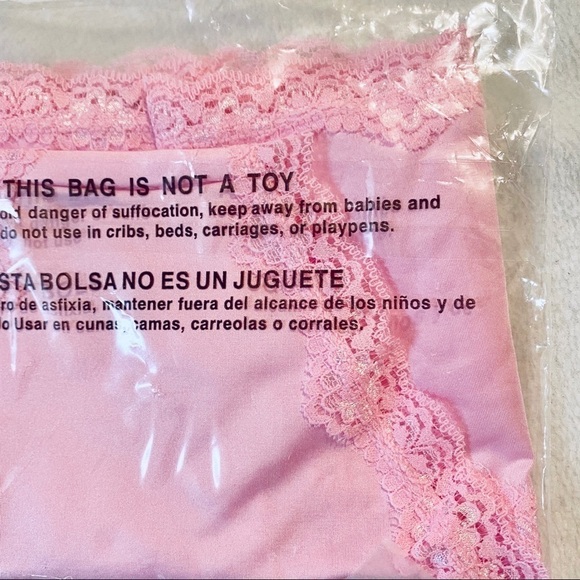 THIS BAG IS NOT A TOY
danger of suffocation, keep away from babies and
do not use in cribs, beds, carriages, or playpens.
STA BOLSA NO ES UN JUGUETE
ro de asfixia, mantener fuera del alcance de los niños y de
o Usar en cunas, camas, carreolas o corrales.